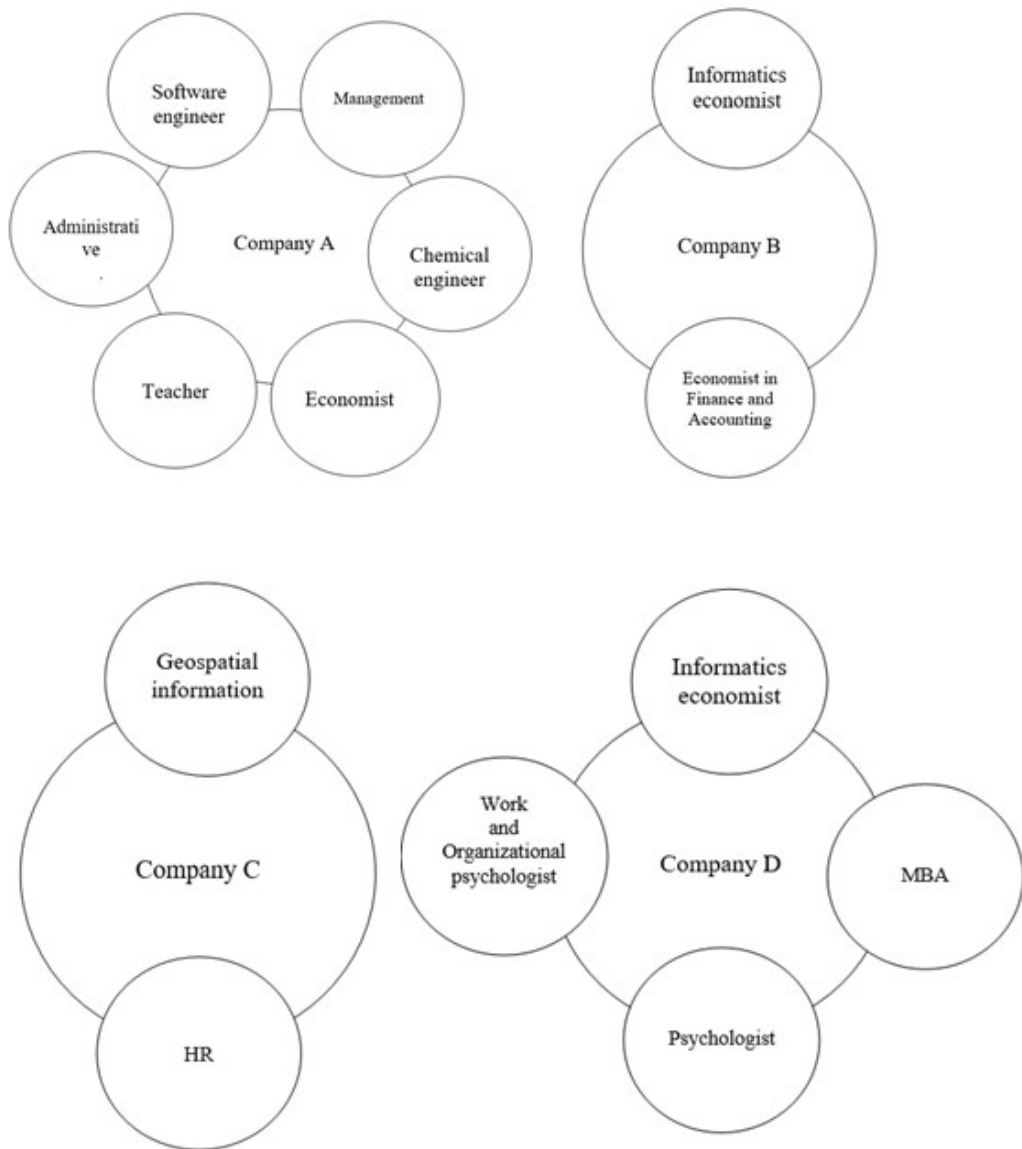 Software
engineer
Management
Administrati
ve
.
Company A
Chemical
engineer
Teacher
Economist
Informatics
economist
Company B
Economist in
Finance and
Accounting
Geospatial
information
Company C
HR
Informatics
economist
Work
and
Organizational
psychologist
Company D
MBA
Psychologist